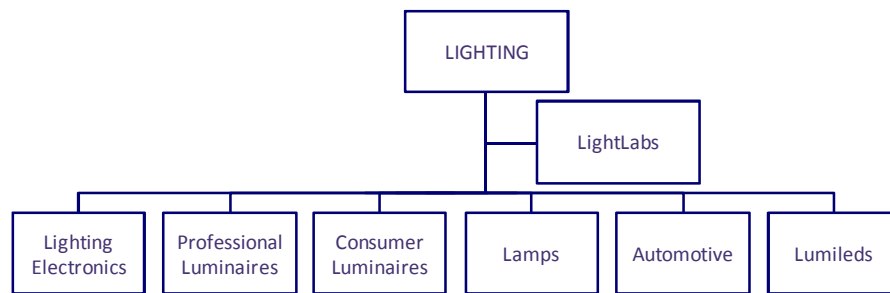 LIGHTING
LightLabs
Lighting
Electronics
Professional
Luminaires
Consumer
Luminaires
Lamps
Automotive
Lumileds